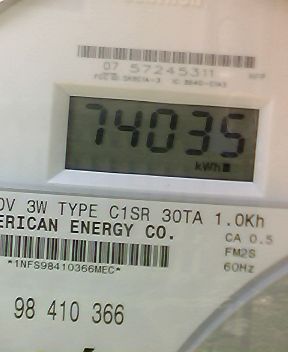 07 57245311
74035
kWh
0V 3W TYPE C1SR 30TA 1.0Kh
ERICAN ENERGY CO.
CA 0.5
*1NFS98410366MEC*
FM2S
60Hz
98 410 366